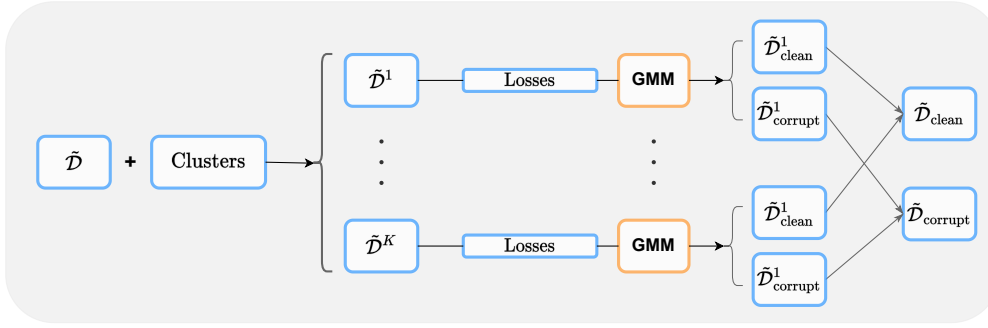 𝒟̃ + Clusters
𝒟̃¹ Losses GMM
𝒟̃¹clean
𝒟̃¹corrupt
𝒟̃ᴷ Losses GMM
𝒟̃¹clean
𝒟̃¹corrupt
𝒟̃clean
𝒟̃corrupt